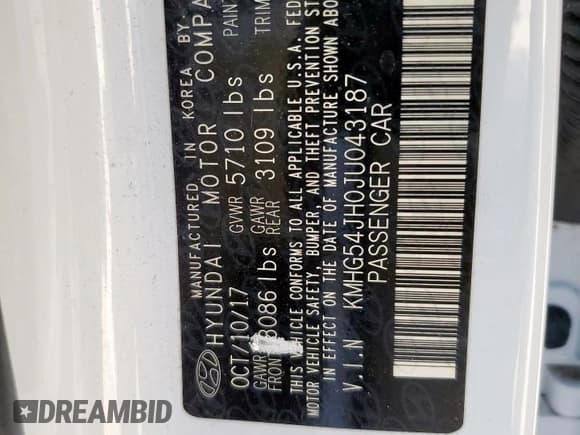 MANUFACTURED IN KOREA BY
HYUNDAI MOTOR COMPA
OCT/10/17 GVWR 5710 lbs PAIN
GAWR FRONT 3086 lbs GAWR REAR 3109 lbs TRIM
THIS VEHICLE CONFORMS TO ALL APPLICABLE U.S.A. FED
MOTOR VEHICLE SAFETY, BUMPER, AND THEFT PREVENTION ST
IN EFFECT ON THE DATE OF MANUFACTURE SHOWN ABOV
V.I.N KMHG54JH0JU043187
PASSENGER CAR
DREAMBID